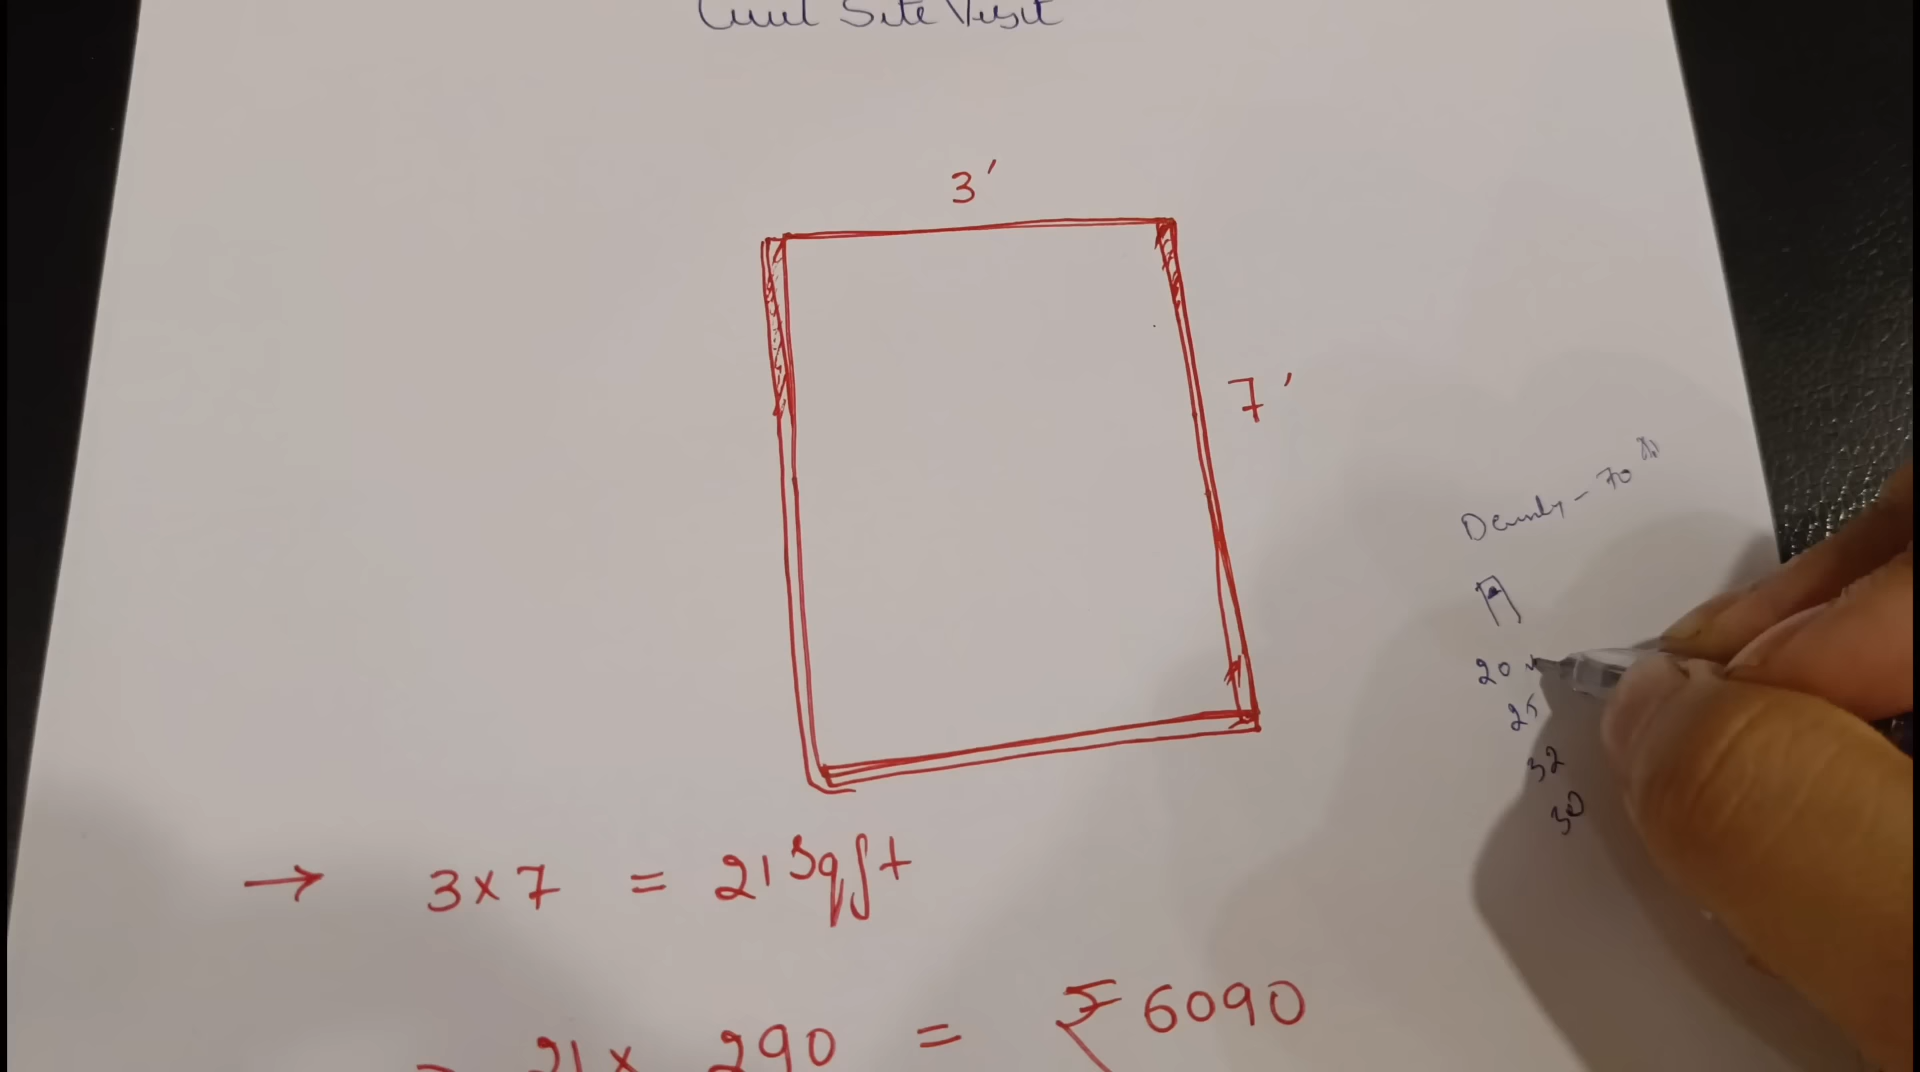 Civil Site Visit
3'
7'
Density - 70
20
25
32
30
→ 3 x 7 = 21 Sqft
21 x 290 = ₹ 6090